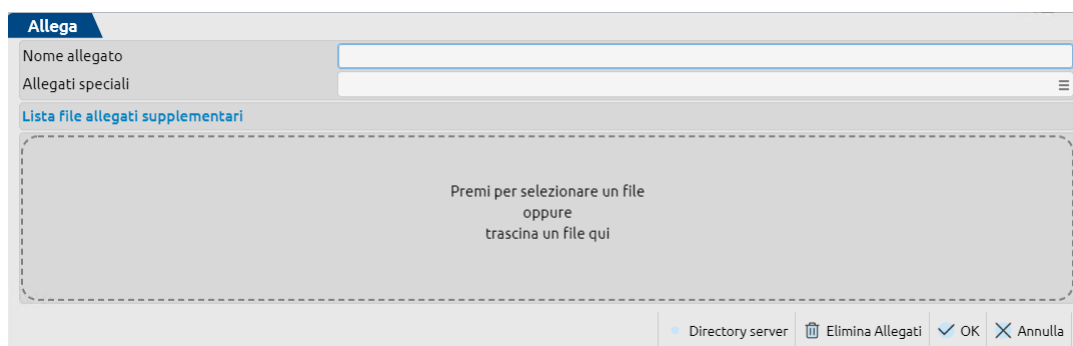 Allega
Nome allegato
Allegati speciali
Lista file allegati supplementari
Premi per selezionare un file
oppure
trascina un file qui
Directory server Elimina Allegati OK Annulla